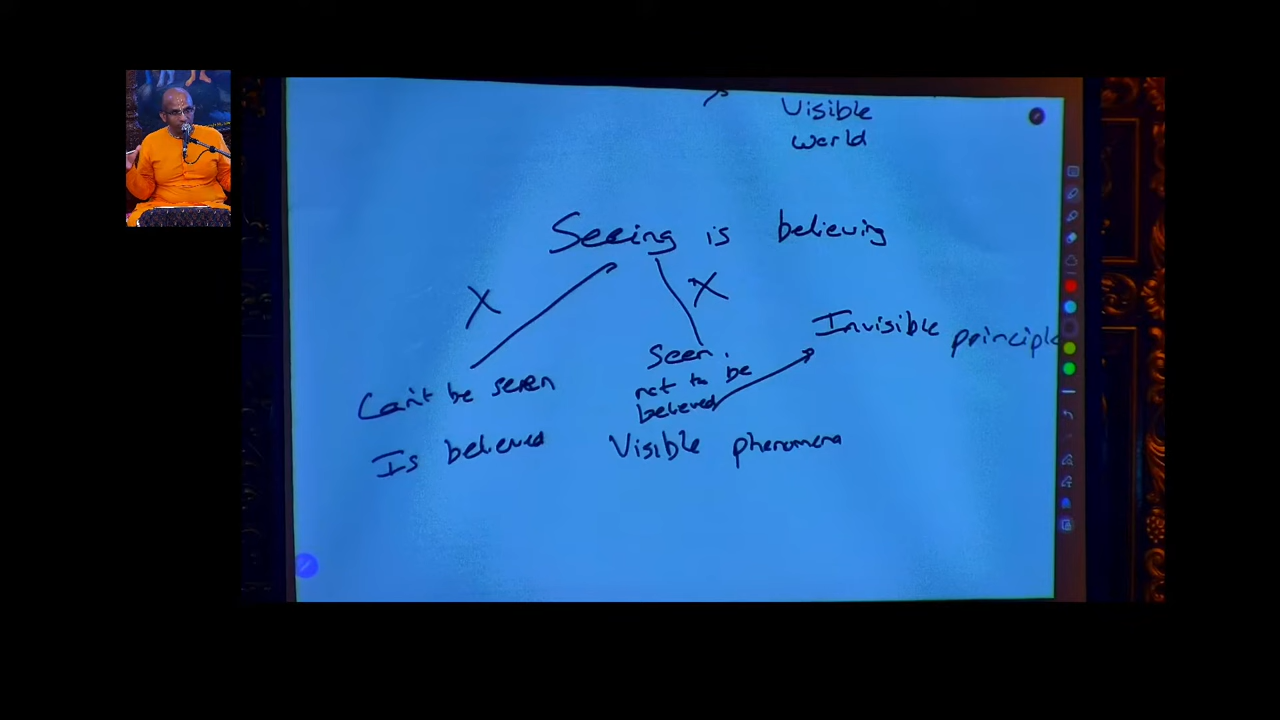 Visible
world
Seeing is believing
X
X
Invisible principle
Seen.
not to be
believed
Can't be seen
Is believed
Visible phenomena